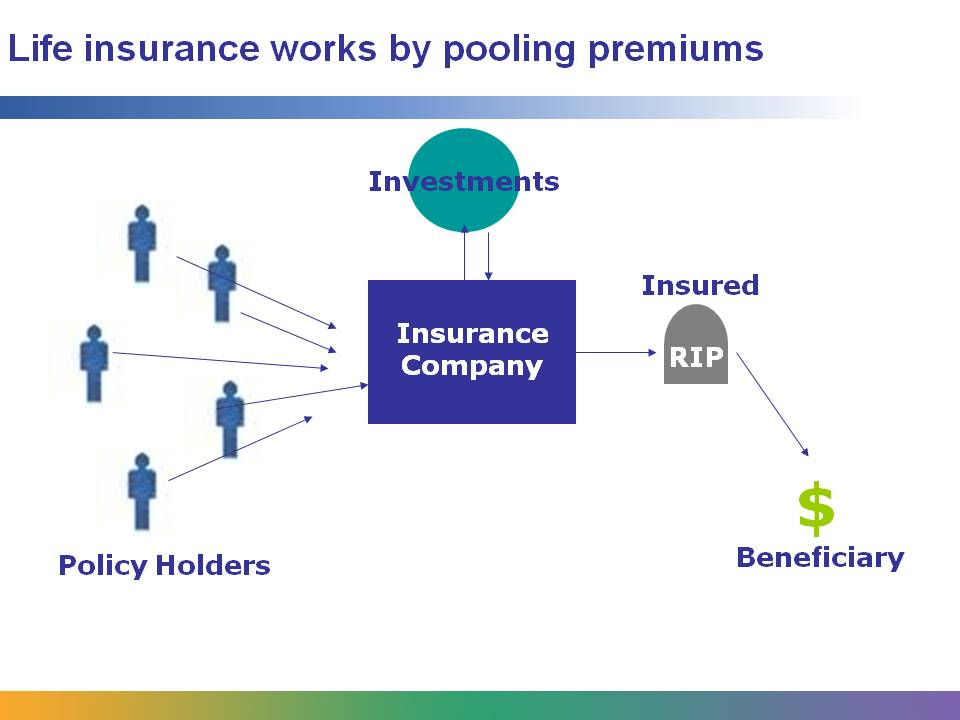 Life insurance works by pooling premiums
Investments
Insured
Insurance
Company
RIP
$
Policy Holders
Beneficiary